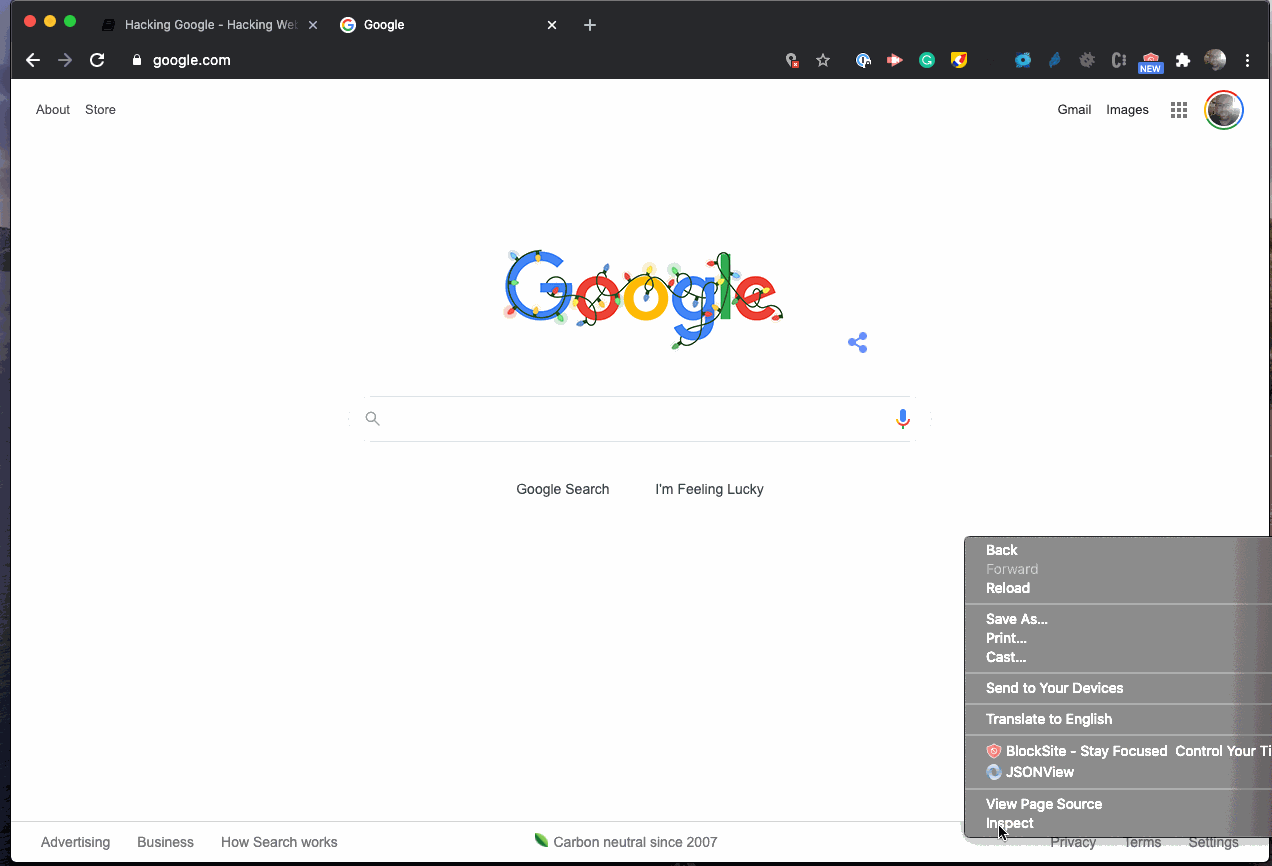 Hacking Google - Hacking Web
Google
google.com
NEW
About Store
Gmail Images
Google
Google Search I'm Feeling Lucky
Back
Forward
Reload
Save As...
Print...
Cast...
Send to Your Devices
Translate to English
BlockSite - Stay Focused Control Your Ti
JSONView
View Page Source
Inspect
Advertising Business How Search works
Carbon neutral since 2007
Privacy Terms Settings